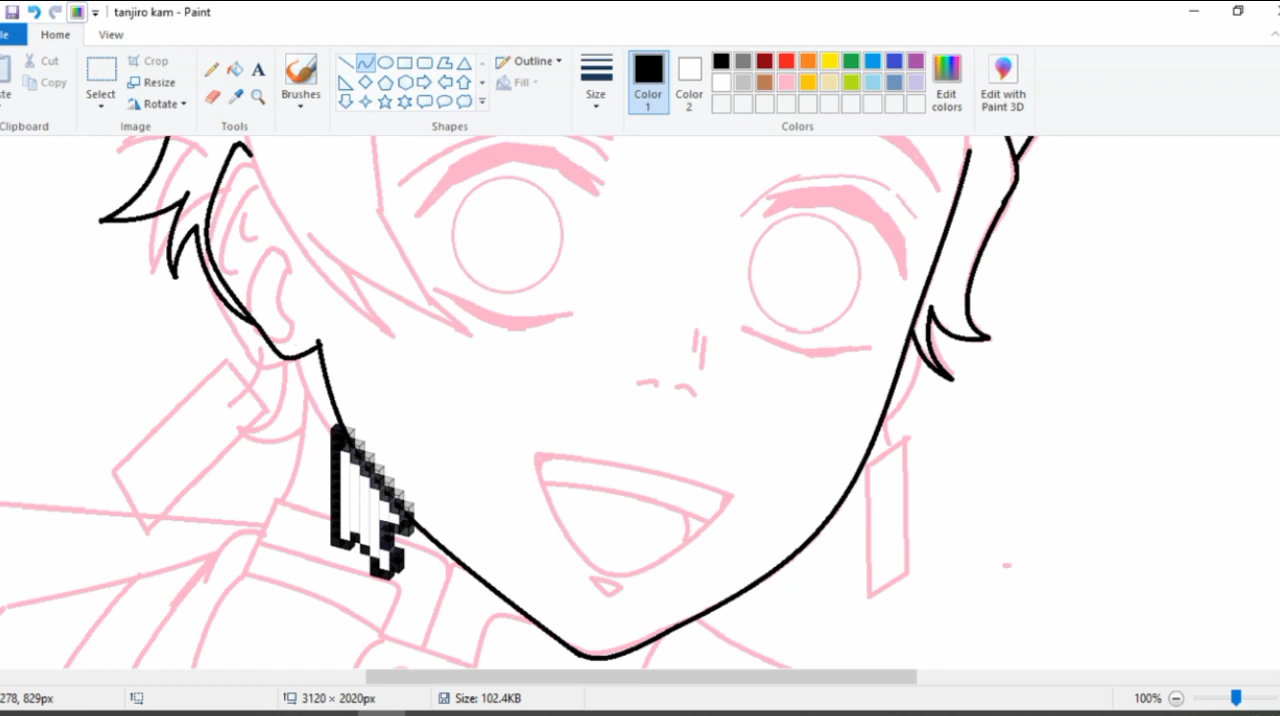 tanjiro kam - Paint
le
Home
View
Cut
Copy
te
Clipboard
Select
Crop
Resize
Rotate
Image
Tools
Brushes
Shapes
Outline
Fill
Size
Color
1
Color
2
Edit
colors
Edit with
Paint 3D
Colors
278, 829px
3120 × 2020px
Size: 102.4KB
100%